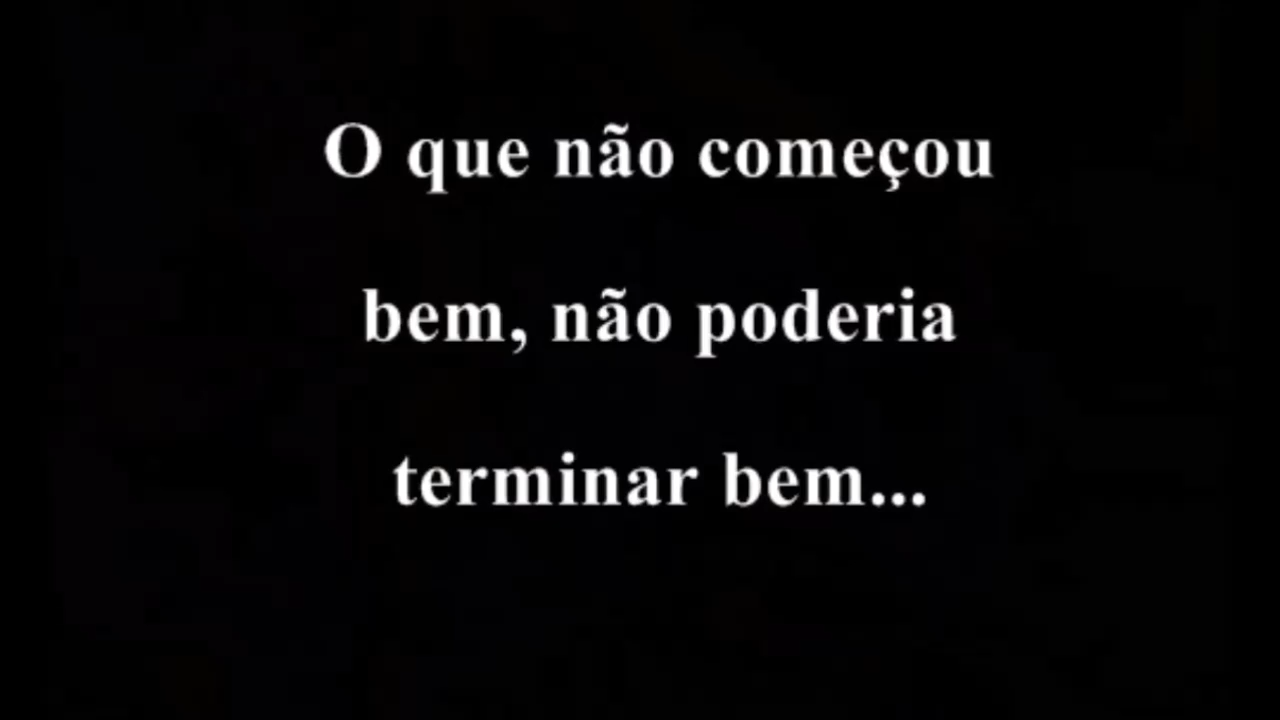 O que não começou
bem, não poderia
terminar bem...